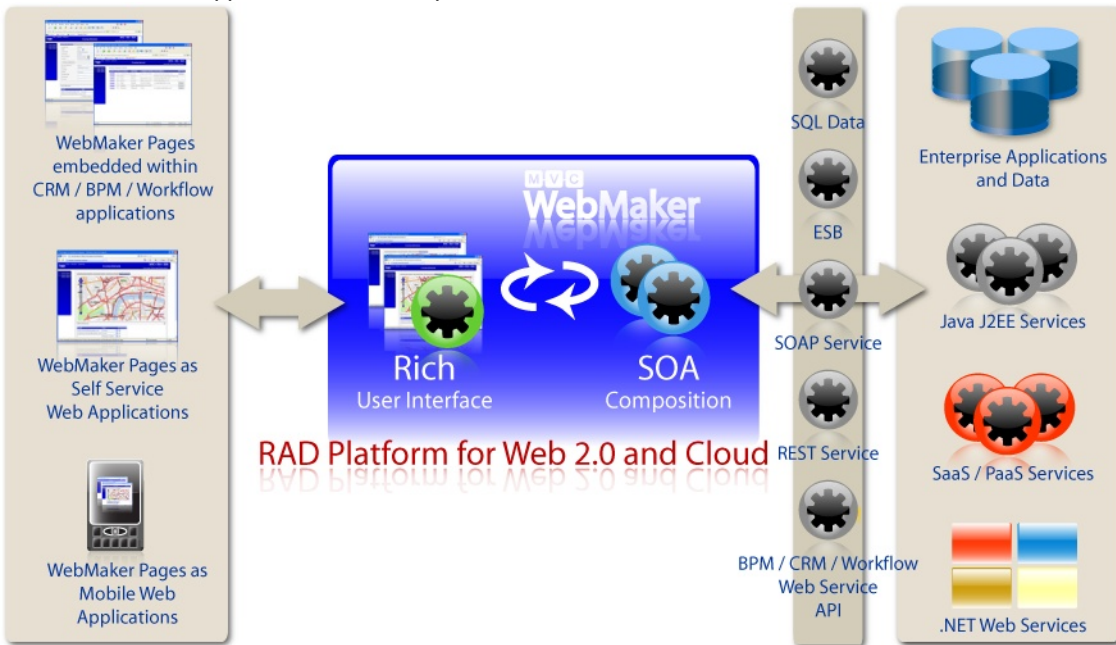 WebMaker Pages
embedded within
CRM / BPM / Workflow
applications
WebMaker Pages as
Self Service
Web Applications
WebMaker Pages as
Mobile Web
Applications
MVC
WebMaker
Rich
User Interface
SOA
Composition
RAD Platform for Web 2.0 and Cloud
SQL Data
ESB
SOAP Service
REST Service
BPM / CRM / Workflow
Web Service
API
Enterprise Applications
and Data
Java J2EE Services
SaaS / PaaS Services
.NET Web Services